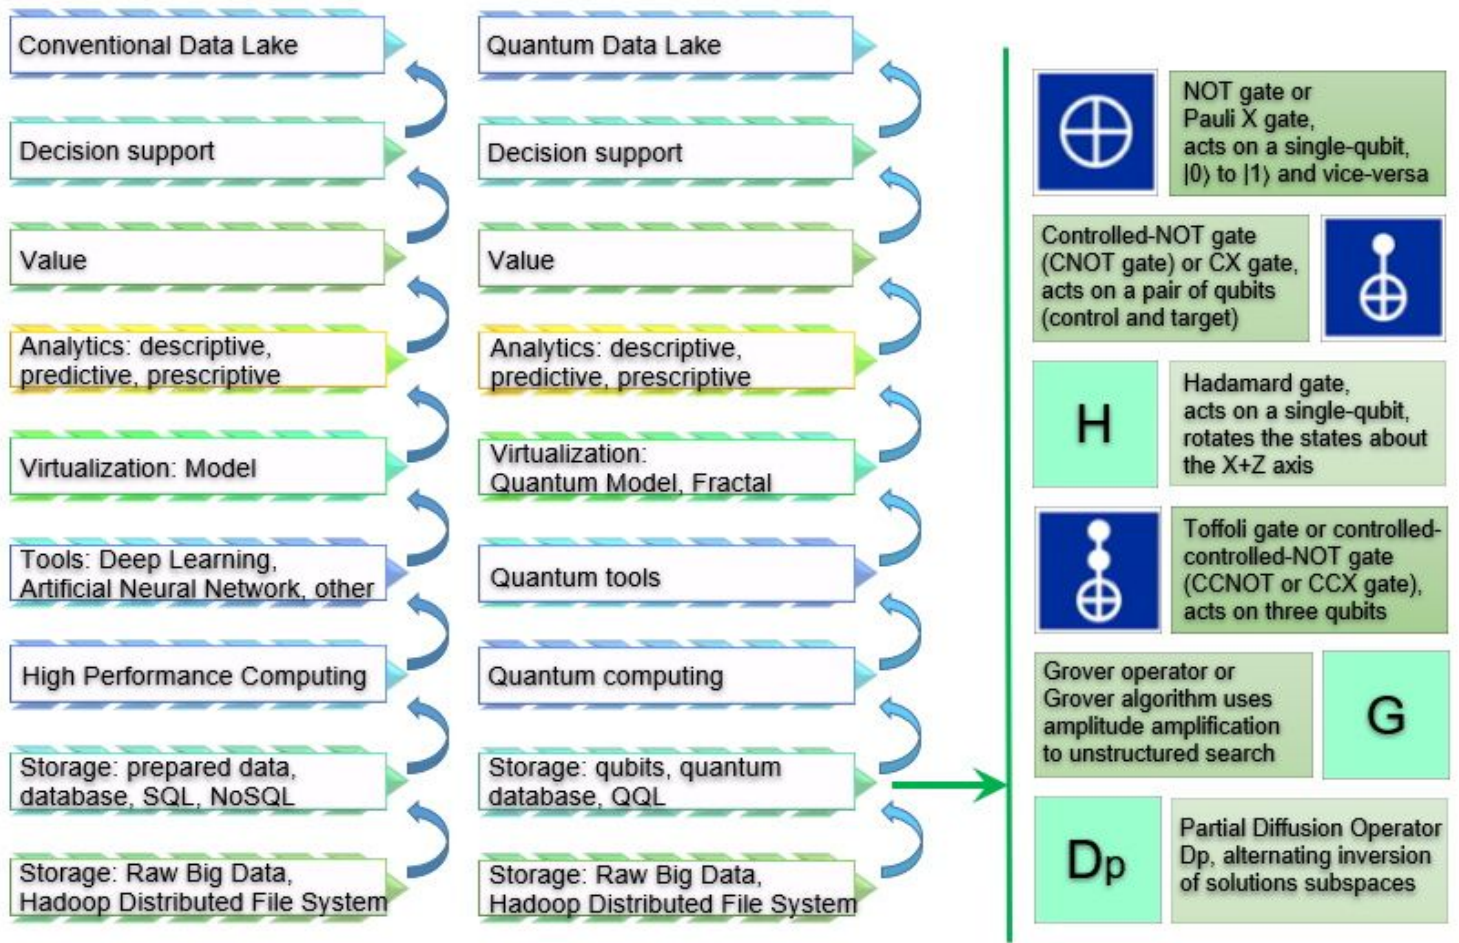 Conventional Data Lake
Decision support
Value
Analytics: descriptive,
predictive, prescriptive
Virtualization: Model
Tools: Deep Learning,
Artificial Neural Network, other
High Performance Computing
Storage: prepared data,
database, SQL, NoSQL
Storage: Raw Big Data,
Hadoop Distributed File System
Quantum Data Lake
Decision support
Value
Analytics: descriptive,
predictive, prescriptive
Virtualization:
Quantum Model, Fractal
Quantum tools
Quantum computing
Storage: qubits, quantum
database, QQL
Storage: Raw Big Data,
Hadoop Distributed File System
NOT gate or
Pauli X gate,
acts on a single-qubit,
|0⟩ to |1⟩ and vice-versa
Controlled-NOT gate
(CNOT gate) or CX gate,
acts on a pair of qubits
(control and target)
H
Hadamard gate,
acts on a single-qubit,
rotates the states about
the X+Z axis
Toffoli gate or controlled-
controlled-NOT gate
(CCNOT or CCX gate),
acts on three qubits
Grover operator or
Grover algorithm uses
amplitude amplification
to unstructured search
G
Dp
Partial Diffusion Operator
Dp, alternating inversion
of solutions subspaces